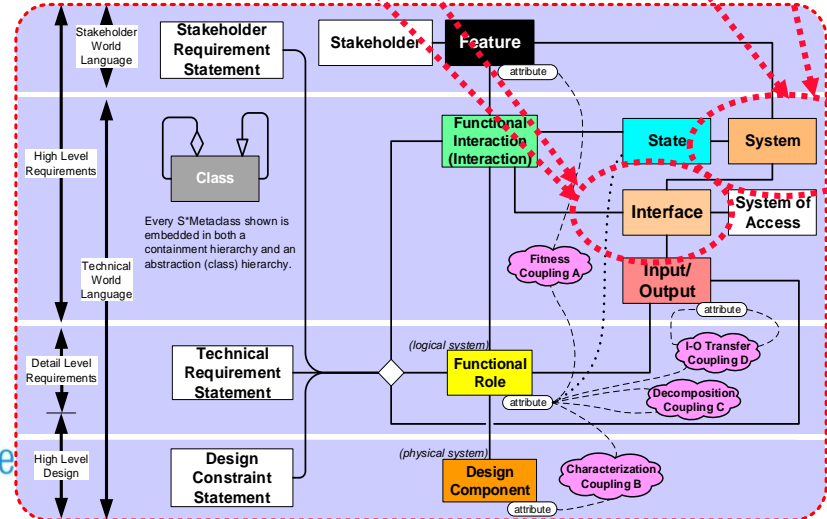 Stakeholder
World
Language
Stakeholder
Requirement
Statement
Stakeholder
Feature
attribute
High Level
Requirements
Technical
World
Language
Class
Every S*Metaclass shown is
embedded in both a
containment hierarchy and an
abstraction (class) hierarchy.
Functional
Interaction
(Interaction)
State
System
Interface
System of
Access
Input/
Output
attribute
Fitness
Coupling A
I-O Transfer
Coupling D
Decomposition
Coupling C
Detail Level
Requirements
Technical
Requirement
Statement
(logical system)
Functional
Role
attribute
High Level
Design
Design
Constraint
Statement
(physical system)
Design
Component
attribute
Characterization
Coupling B
e